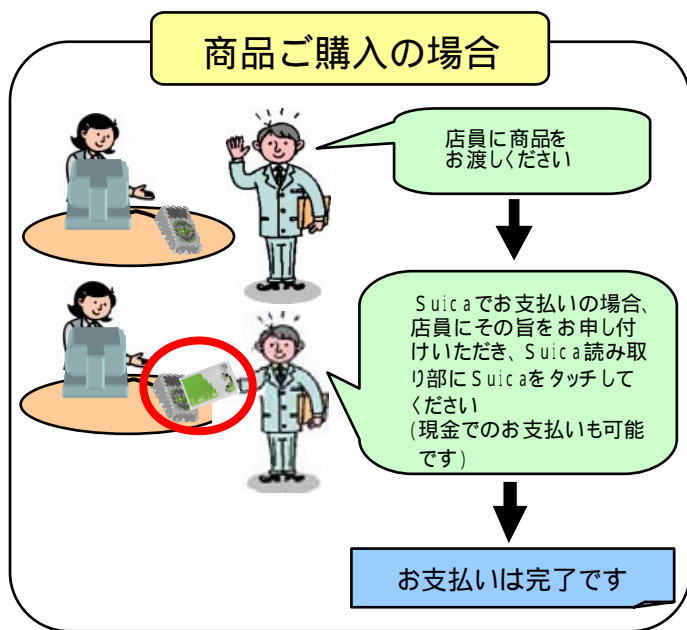 商品ご購入の場合
店員に商品を
お渡しください
Suicaでお支払いの場合、
店員にその旨をお申し付
けいただき、Suica読み取
り部にSuicaをタッチして
ください
(現金でのお支払いも可能
です)
お支払いは完了です